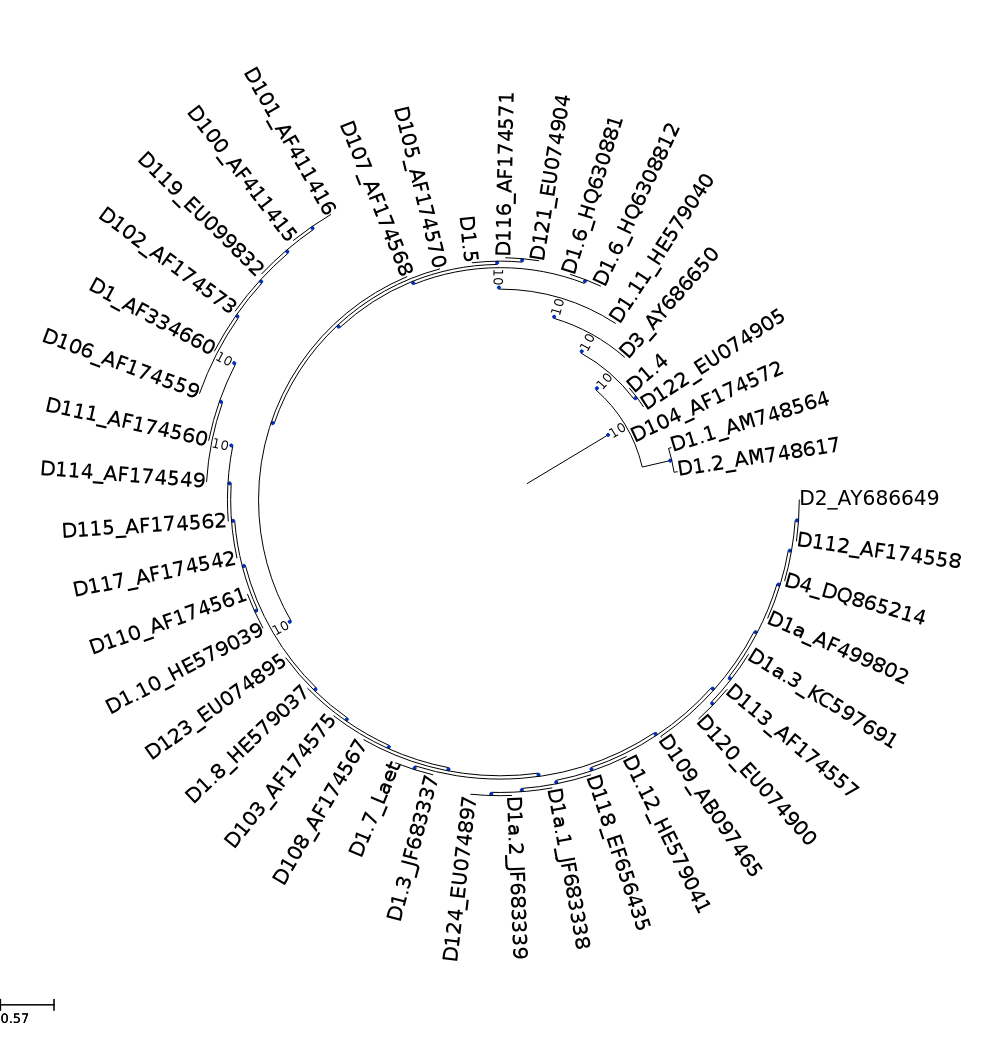 D101_AF411416
D100_AF411415
D119_EU099832
D102_AF174573
D1_AF334660
D106_AF174559
D111_AF174560
D114_AF174549
D115_AF174562
D117_AF174542
D110_AF174561
D1.10_HE579039
D123_EU074895
D1.8_HE579037
D103_AF174575
D108_AF174567
D1.7_Laet
D1.3_JF683337
D124_EU074897
D1a.2_JF683339
D1a.1_JF683338
D118_EF656435
D1.12_HE579041
D109_AB097465
D120_EU074900
D113_AF174557
D1a.3_KC597691
D1a_AF499802
D4_DQ865214
D112_AF174558
D2_AY686649
D1.2_AM748617
D1.1_AM748564
D104_AF174572
D122_EU074905
D1.4
D3_AY686650
D1.11_HE579040
D1.6_HQ6308812
D1.6_HQ630881
D121_EU074904
D116_AF174571
D1.5
D105_AF174570
D107_AF174568
10
10
10
10
10
10
10
10
0.57